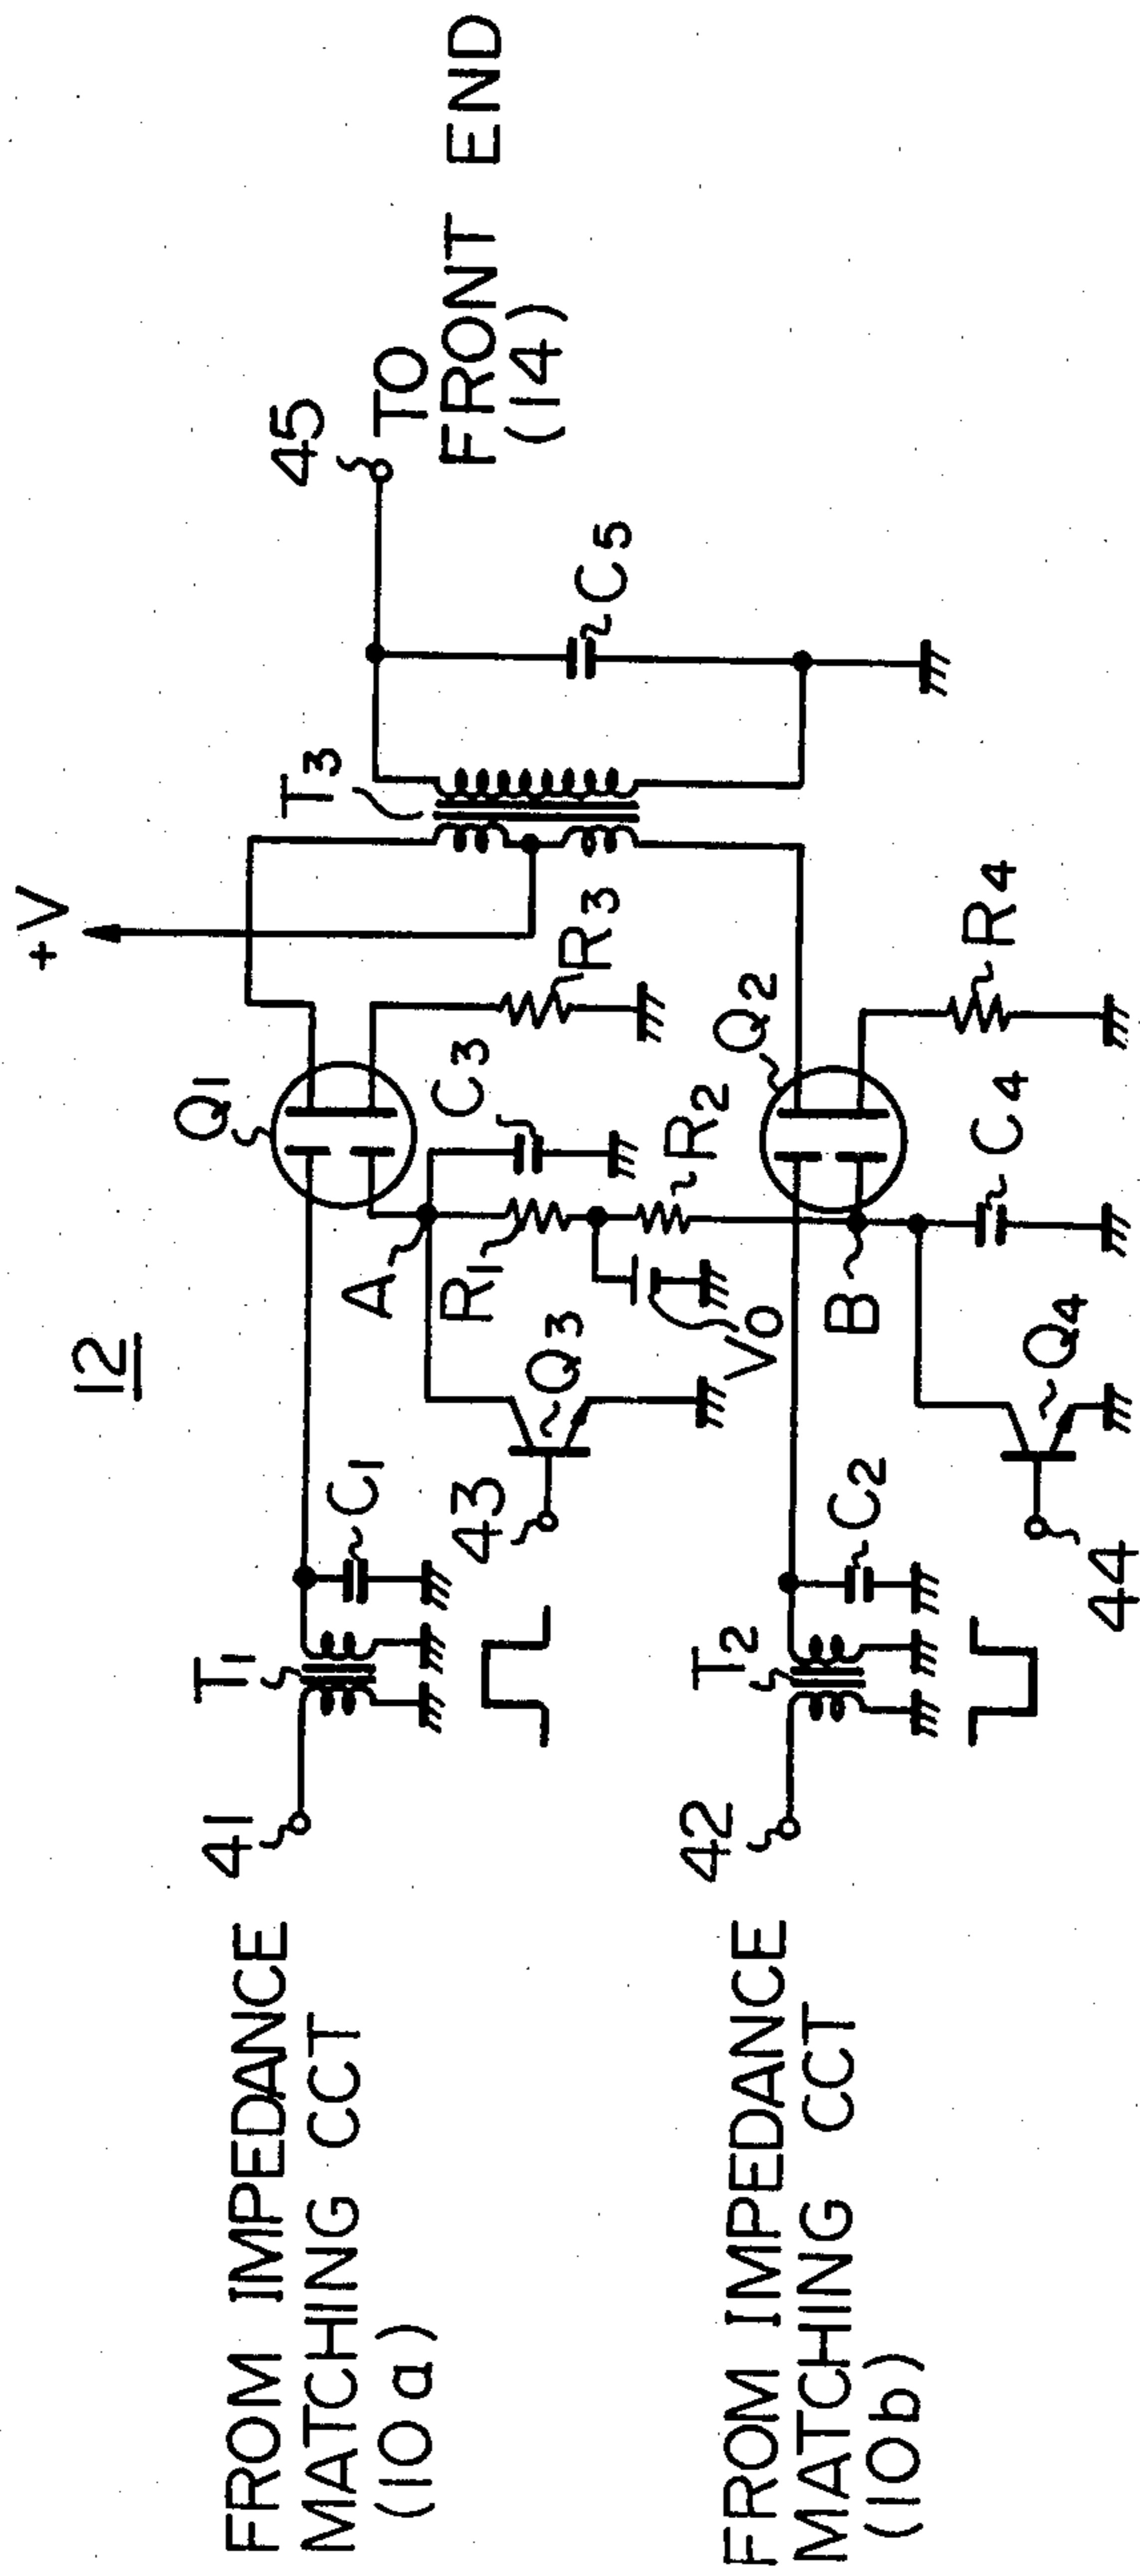 12
+V
FROM IMPEDANCE
MATCHING CCT
(10a)
41
T1
C1
43
Q3
A
R1
Q1
C3
R3
T3
45
TO
FRONT END
(14)
C5
V0
R2
FROM IMPEDANCE
MATCHING CCT
(10b)
42
T2
C2
44
Q4
B
Q2
C4
R4